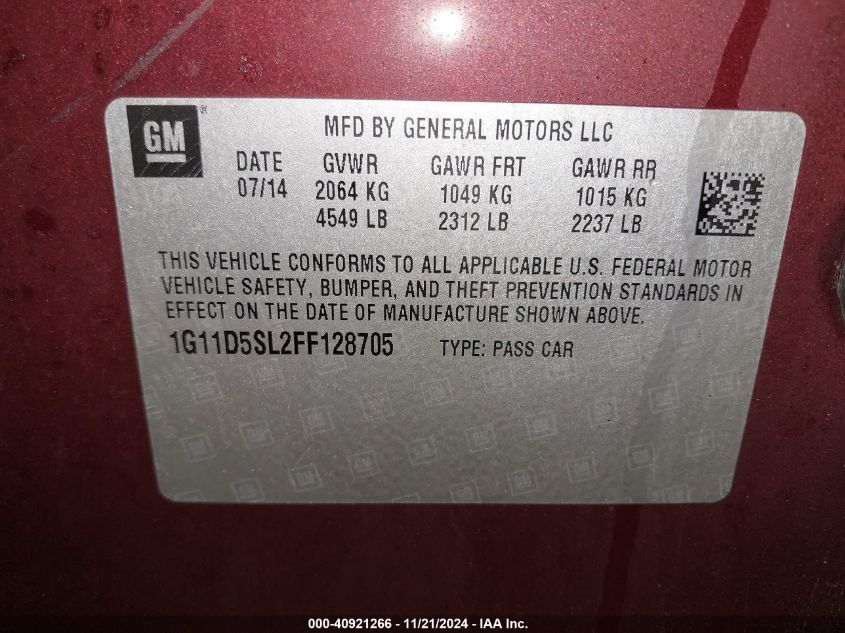 GM ®
MFD BY GENERAL MOTORS LLC
DATE GVWR GAWR FRT GAWR RR
07/14 2064 KG 1049 KG 1015 KG
4549 LB 2312 LB 2237 LB
THIS VEHICLE CONFORMS TO ALL APPLICABLE U.S. FEDERAL MOTOR
VEHICLE SAFETY, BUMPER, AND THEFT PREVENTION STANDARDS IN
EFFECT ON THE DATE OF MANUFACTURE SHOWN ABOVE.
1G11D5SL2FF128705 TYPE: PASS CAR
000-40921266 - 11/21/2024 - IAAI Inc.